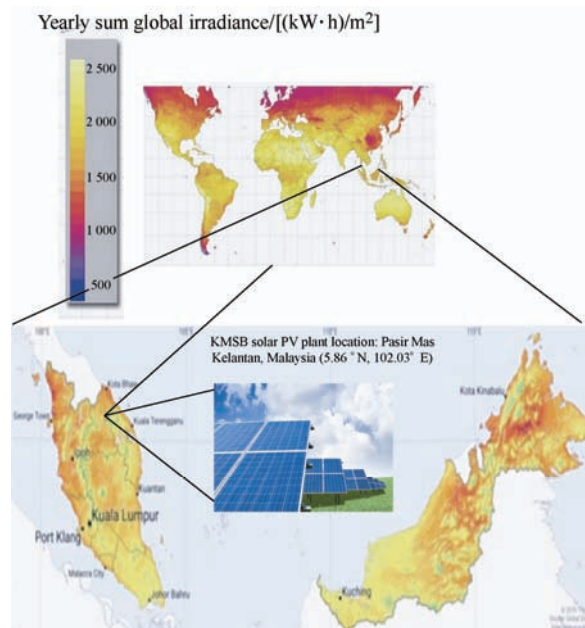 Yearly sum global irradiance/[(kW·h)/m²]
2 500
2 000
1 500
1 000
500
KMSB solar PV plant location: Pasir Mas
Kelantan, Malaysia (5.86 ° N, 102.03° E)
Kota Bharu
George Town
Kuala Terengganu
Ipoh
Kuantan
Kuala Lumpur
Port Klang
Malacca City
Johor Bahru
Kota Kinabalu
Kuching